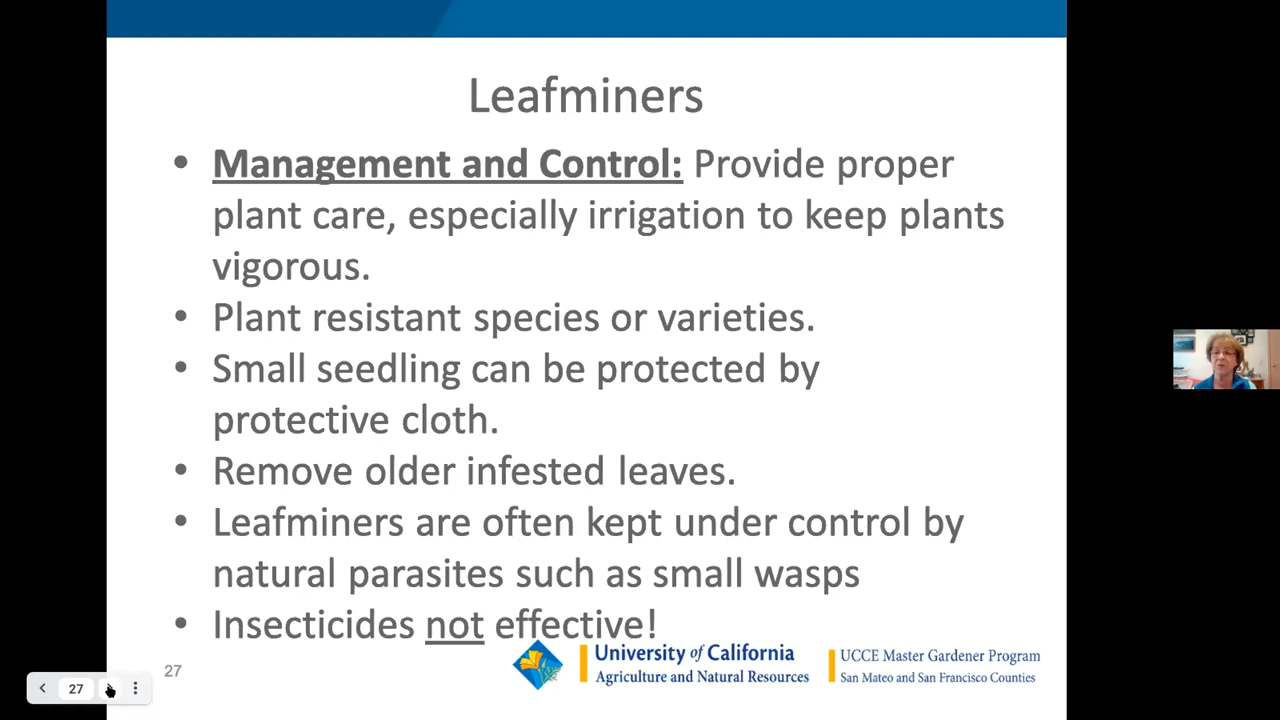 Leafminers
• Management and Control: Provide proper
plant care, especially irrigation to keep plants
vigorous.
• Plant resistant species or varieties.
• Small seedling can be protected by
protective cloth.
• Remove older infested leaves.
• Leafminers are often kept under control by
natural parasites such as small wasps
• Insecticides not effective!
University of California
Agriculture and Natural Resources
UCCE Master Gardener Program
San Mateo and San Francisco Counties
27
27